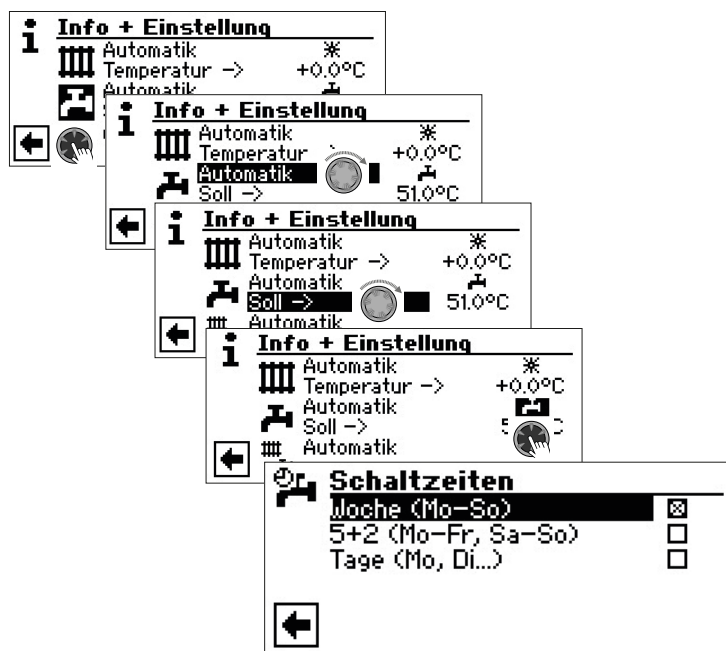 Info + Einstellung
Automatik
Temperatur -> +0.0°C
Automatik
Info + Einstellung
Automatik
Temperatur +0.0°C
Automatik
Soll -> 51.0°C
Info + Einstellung
Automatik
Temperatur -> +0.0°C
Automatik
Soll -> 51.0°C
Automatik
Info + Einstellung
Automatik
Temperatur -> +0.0°C
Automatik
Soll ->
Automatik
Schaltzeiten
Woche (Mo-So)
5+2 (Mo-Fr, Sa-So)
Tage (Mo, Di...)